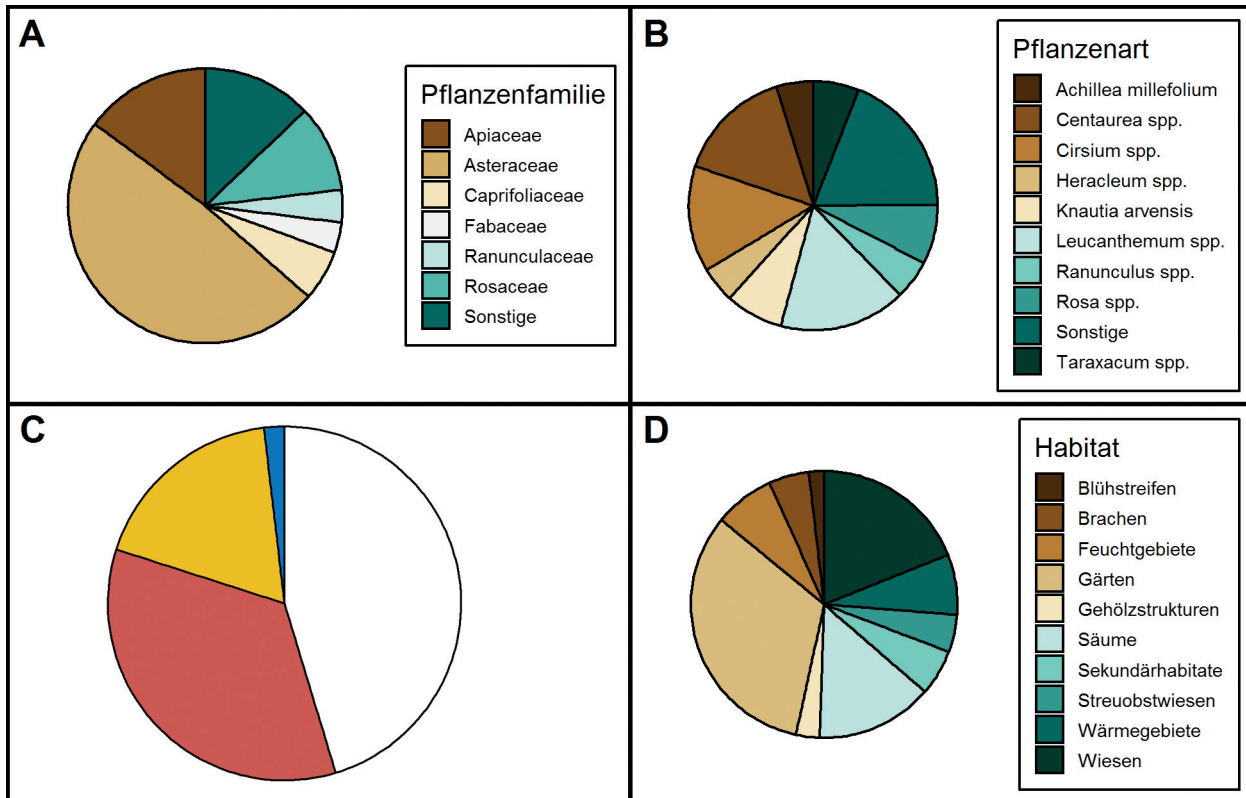 A
Pflanzenfamilie
Apiaceae
Asteraceae
Caprifoliaceae
Fabaceae
Ranunculaceae
Rosaceae
Sonstige
B
Pflanzenart
Achillea millefolium
Centaurea spp.
Cirsium spp.
Heracleum spp.
Knautia arvensis
Leucanthemum spp.
Ranunculus spp.
Rosa spp.
Sonstige
Taraxacum spp.
C
D
Habitat
Blühstreifen
Brachen
Feuchtgebiete
Gärten
Gehölzstrukturen
Säume
Sekundärhabitate
Streuobstwiesen
Wärmegebiete
Wiesen